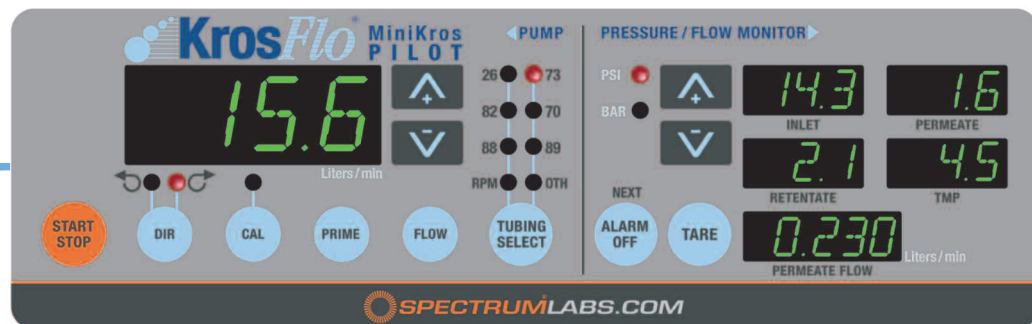 KrosFlo® MiniKros
PILOT
PUMP
15.6
Liters/min
26 73
82 70
88 89
RPM OTH
START
STOP
DIR
CAL
PRIME
FLOW
TUBING
SELECT
PRESSURE / FLOW MONITOR
PSI
BAR
14.3
INLET
1.6
PERMEATE
2.1
RETENTATE
4.5
TMP
NEXT
ALARM
OFF
TARE
0.230
Liters/min
PERMEATE FLOW
SPECTRUMLABS.COM